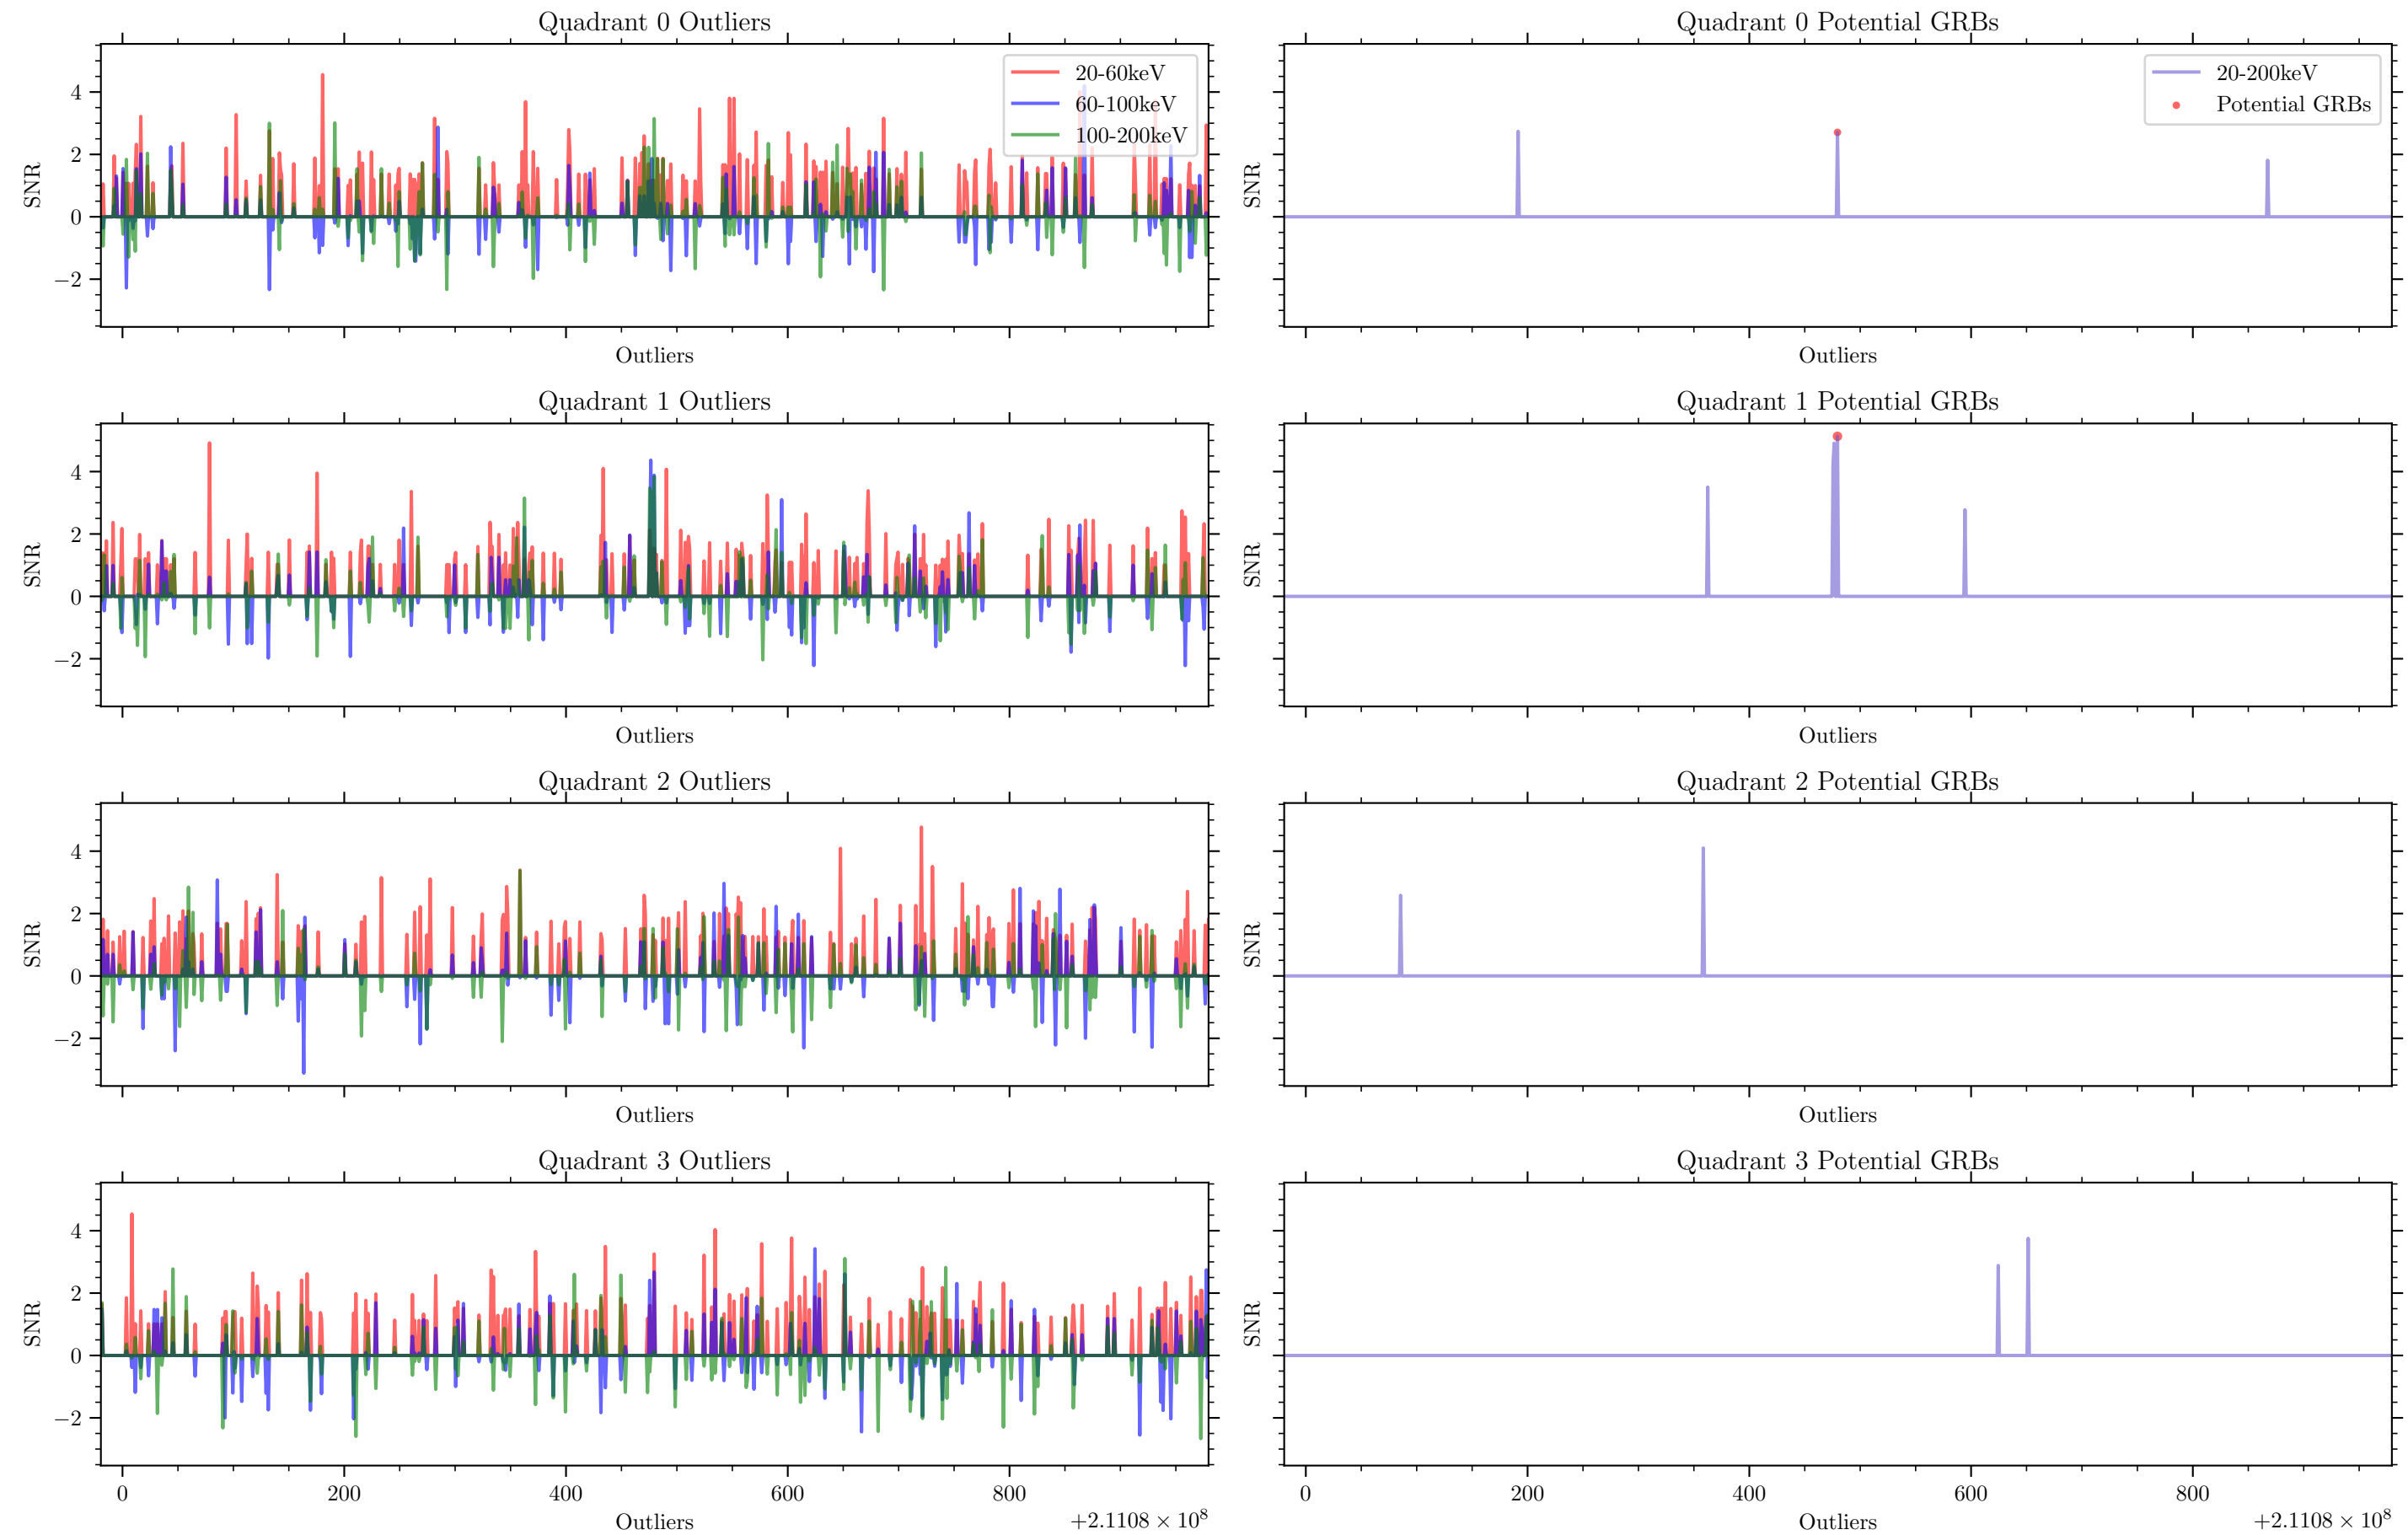 Quadrant 0 Outliers
4
2
0
−2
SNR
20-60keV
60-100keV
100-200keV
Outliers
Quadrant 0 Potential GRBs
SNR
20-200keV
Potential GRBs
Outliers
Quadrant 1 Outliers
4
2
0
−2
SNR
Outliers
Quadrant 1 Potential GRBs
SNR
Outliers
Quadrant 2 Outliers
4
2
0
−2
SNR
Outliers
Quadrant 2 Potential GRBs
SNR
Outliers
Quadrant 3 Outliers
4
2
0
−2
SNR
0 200 400 600 800
Outliers
+2.1108 × 10⁸
Quadrant 3 Potential GRBs
SNR
0 200 400 600 800
Outliers
+2.1108 × 10⁸